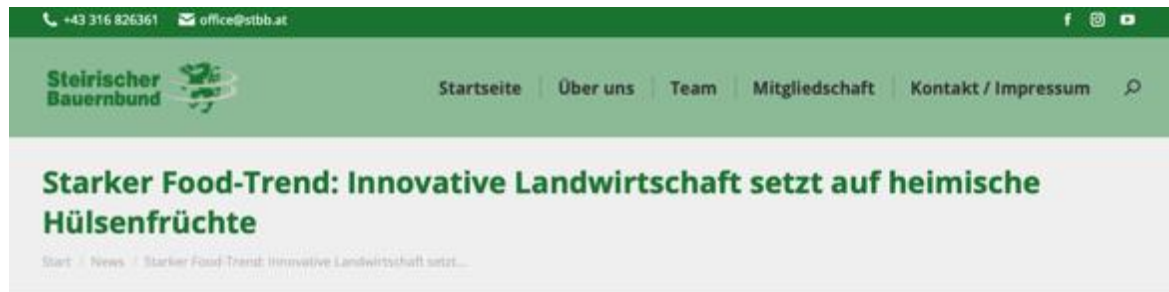 +43 316 826361 office@stbb.at
Steirischer
Bauernbund
Startseite Über uns Team Mitgliedschaft Kontakt / Impressum
Starker Food-Trend: Innovative Landwirtschaft setzt auf heimische
Hülsenfrüchte
Start / News / Starker Food-Trend: Innovative Landwirtschaft setzt...